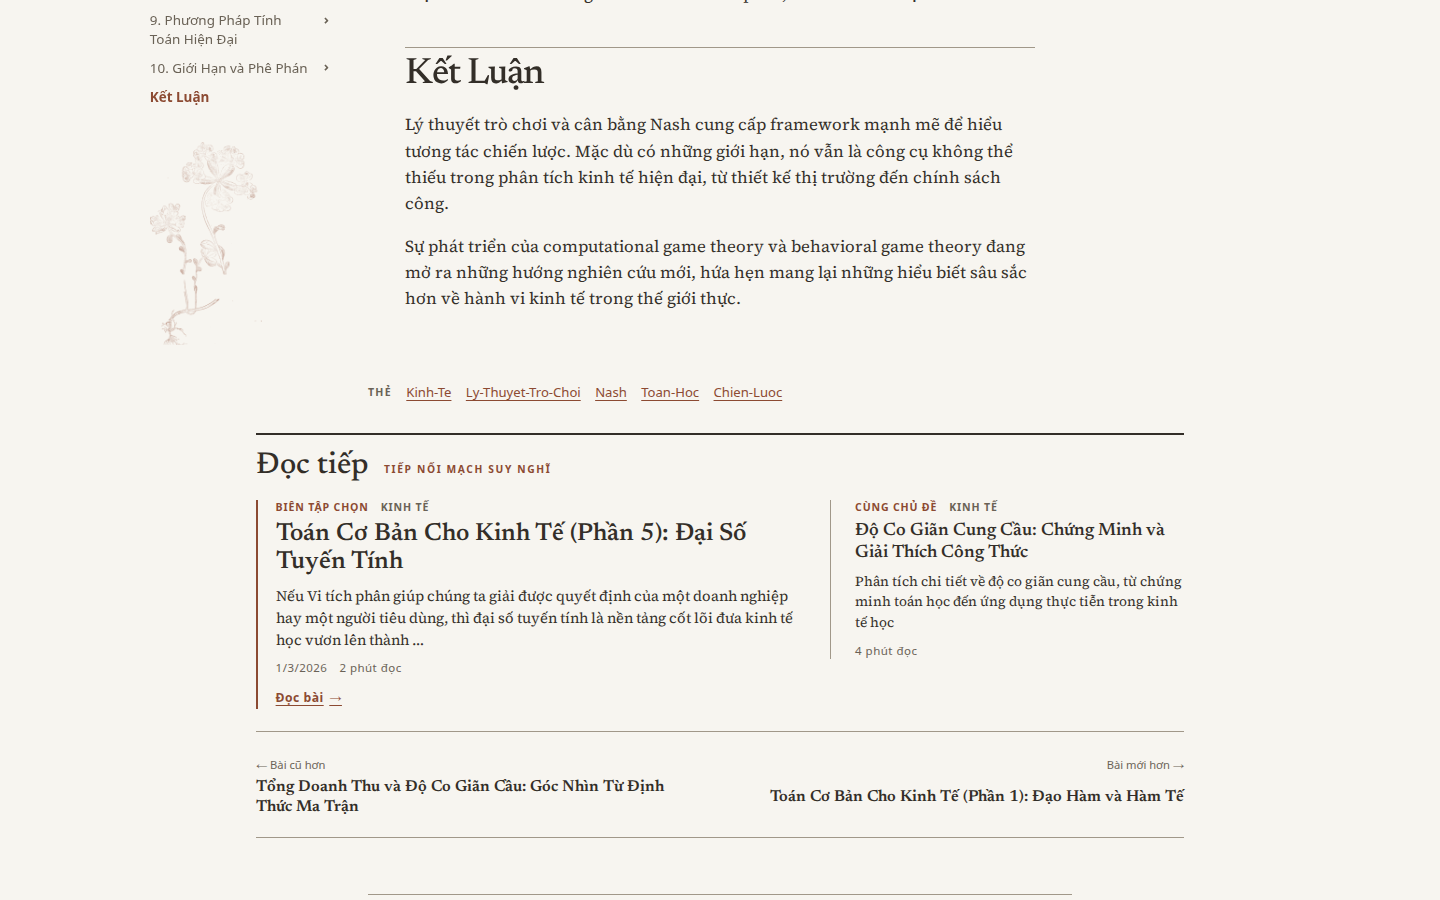 9. Phương Pháp Tính
Toán Hiện Đại
10. Giới Hạn và Phê Phán
Kết Luận
Kết Luận
Lý thuyết trò chơi và cân bằng Nash cung cấp framework mạnh mẽ để hiểu
tương tác chiến lược. Mặc dù có những giới hạn, nó vẫn là công cụ không thể
thiếu trong phân tích kinh tế hiện đại, từ thiết kế thị trường đến chính sách
công.
Sự phát triển của computational game theory và behavioral game theory đang
mở ra những hướng nghiên cứu mới, hứa hẹn mang lại những hiểu biết sâu sắc
hơn về hành vi kinh tế trong thế giới thực.
THẺ Kinh-Te Ly-Thuyet-Tro-Choi Nash Toan-Hoc Chien-Luoc
Đọc tiếp TIẾP NỐI MẠCH SUY NGHĨ
BIÊN TẬP CHỌN KINH TẾ
Toán Cơ Bản Cho Kinh Tế (Phần 5): Đại Số
Tuyến Tính
Nếu Vi tích phân giúp chúng ta giải được quyết định của một doanh nghiệp
hay một người tiêu dùng, thì đại số tuyến tính là nền tảng cốt lõi đưa kinh tế
học vươn lên thành ...
1/3/2026 2 phút đọc
Đọc bài →
CÙNG CHỦ ĐỀ KINH TẾ
Độ Co Giãn Cung Cầu: Chứng Minh và
Giải Thích Công Thức
Phân tích chi tiết về độ co giãn cung cầu, từ chứng
minh toán học đến ứng dụng thực tiễn trong kinh
tế học
4 phút đọc
← Bài cũ hơn
Tổng Doanh Thu và Độ Co Giãn Cầu: Góc Nhìn Từ Định
Thức Ma Trận
Bài mới hơn →
Toán Cơ Bản Cho Kinh Tế (Phần 1): Đạo Hàm và Hàm Tế